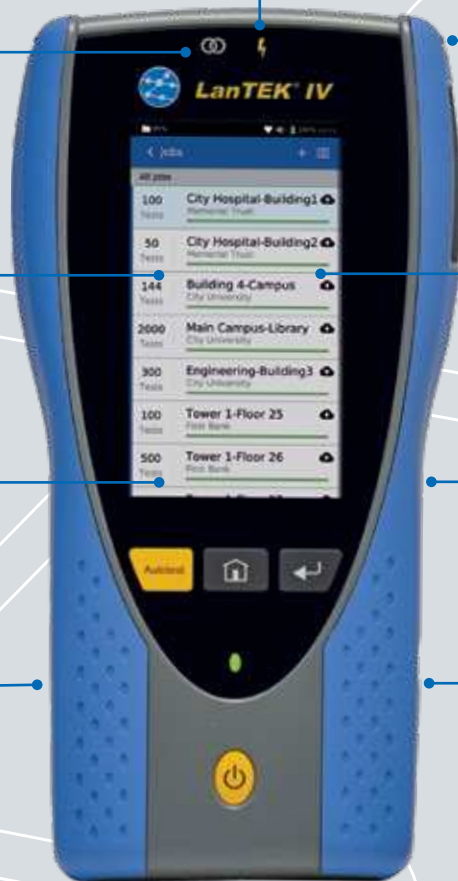 LanTEK® IV
Jobs
All jobs
100 City Hospital-Building1
Tests Memorial Trust
50 City Hospital-Building2
Tests Memorial Trust
144 Building 4-Campus
Tests City University
2000 Main Campus-Library
Tests City University
300 Engineering-Building3
Tests City University
100 Tower 1-Floor 25
Tests First Bank
500 Tower 1-Floor 26
Tests First Bank
Autotest